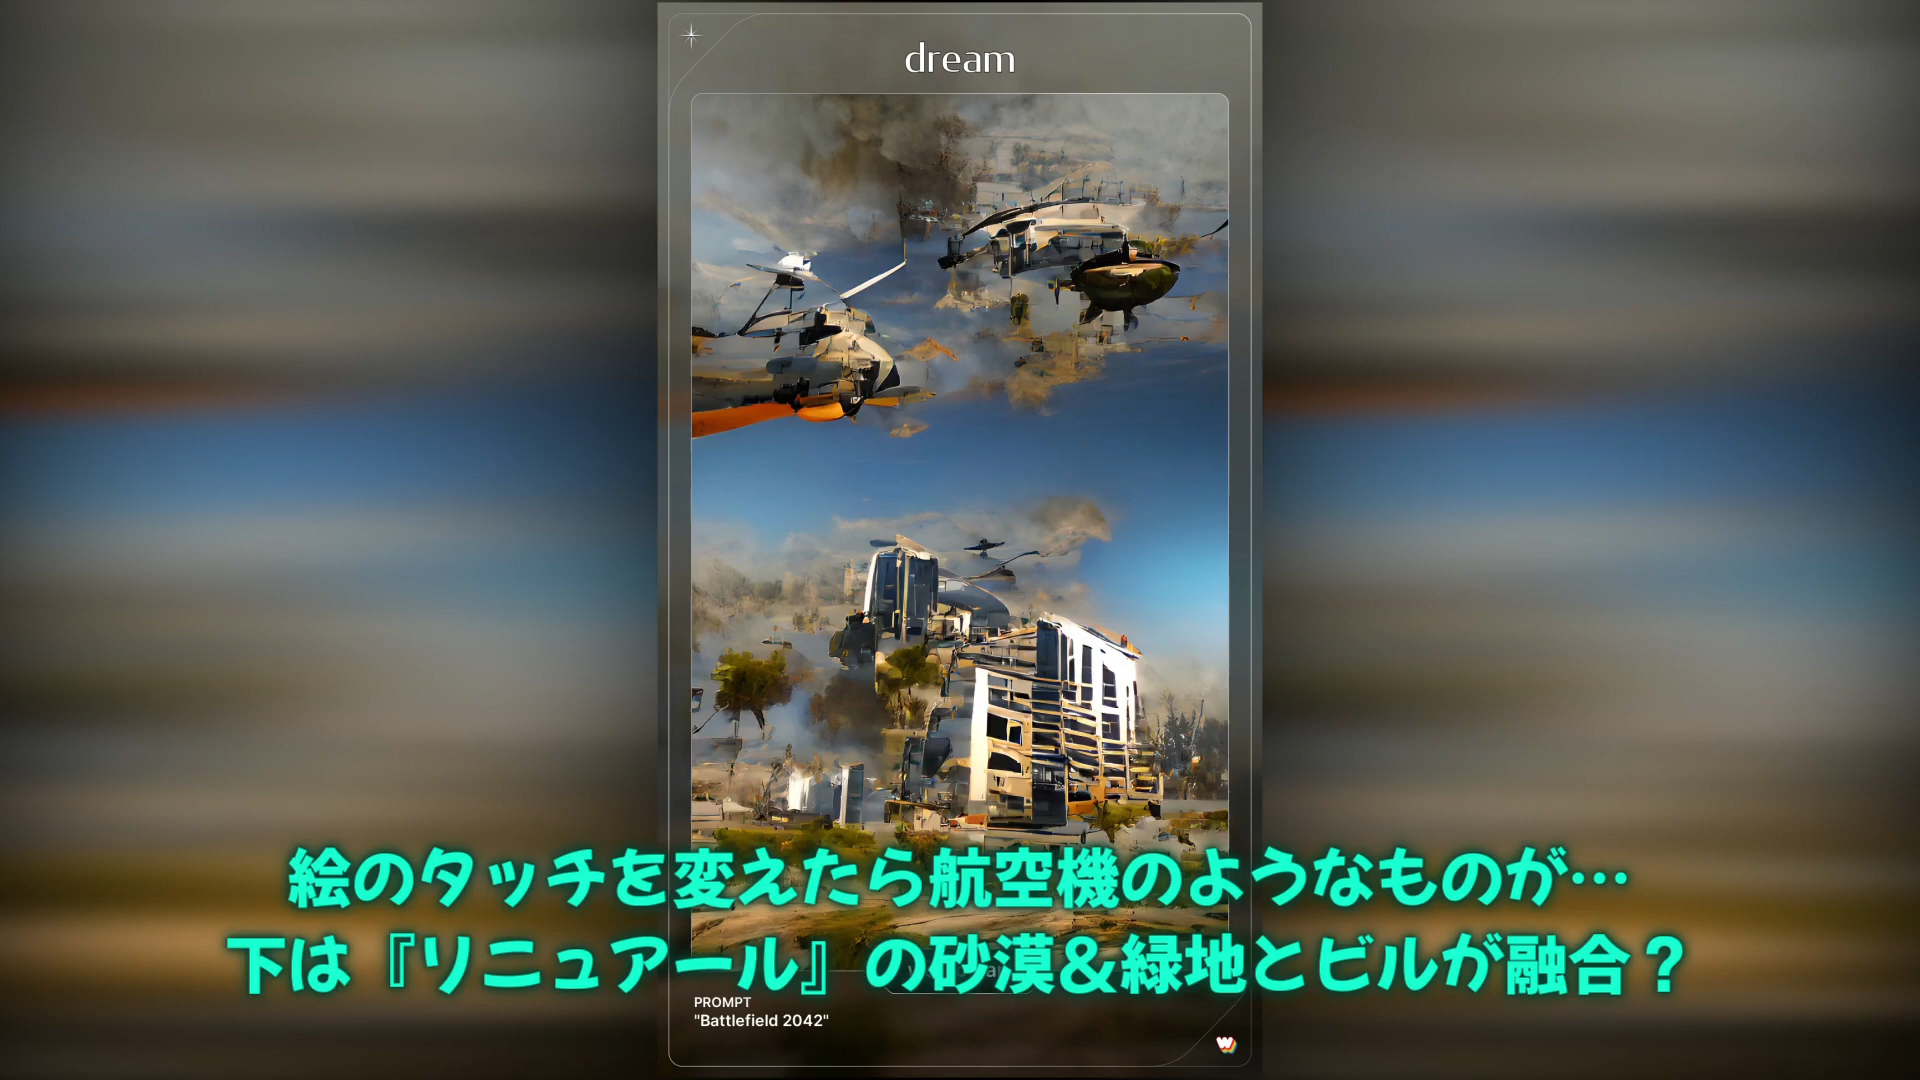 dream
絵のタッチを変えたら航空機のようなものが…
下は『リニュアール』の砂漠&緑地とビルが融合？
PROMPT
"Battlefield 2042"
W